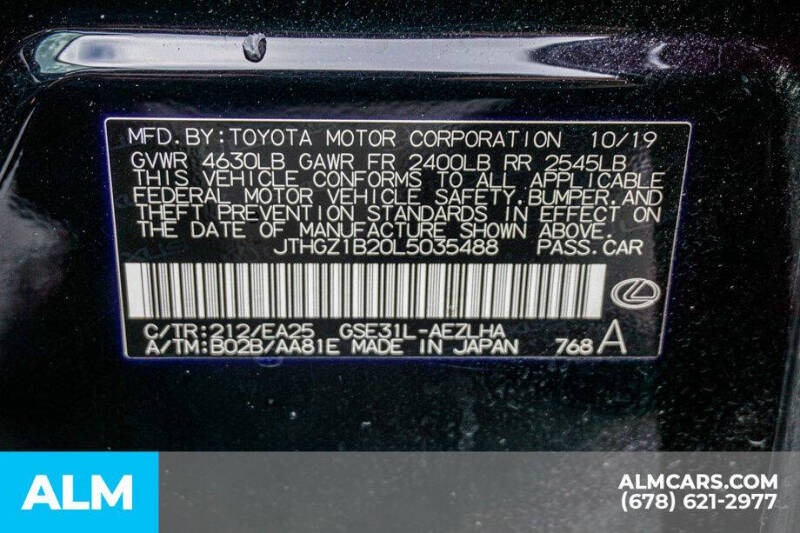 MFD.BY:TOYOTA MOTOR CORPORATION 10/19
GVWR 4630LB GAWR FR 2400LB RR 2545LB
THIS VEHICLE CONFORMS TO ALL APPLICABLE
FEDERAL MOTOR VEHICLE SAFETY,BUMPER,AND
THEFT PREVENTION STANDARDS IN EFFECT ON
THE DATE OF MANUFACTURE SHOWN ABOVE.
JTHGZ1B20L5035488 PASS.CAR
C/TR:212/EA25 GSE31L-AEZLHA
A/TM:B02B/AA81E MADE IN JAPAN 768A
ALM
ALMCARS.COM
(678) 621-2977